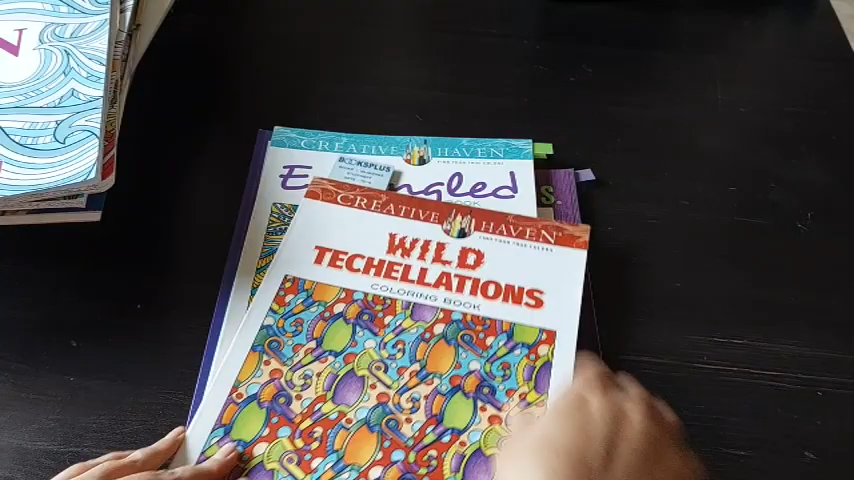 Z
CREATIVE HAVEN
BOOKSPLUS
gled
S.
CREATIVE HAVEN
WILD
TECHELLATIONS
COLORING BOOK